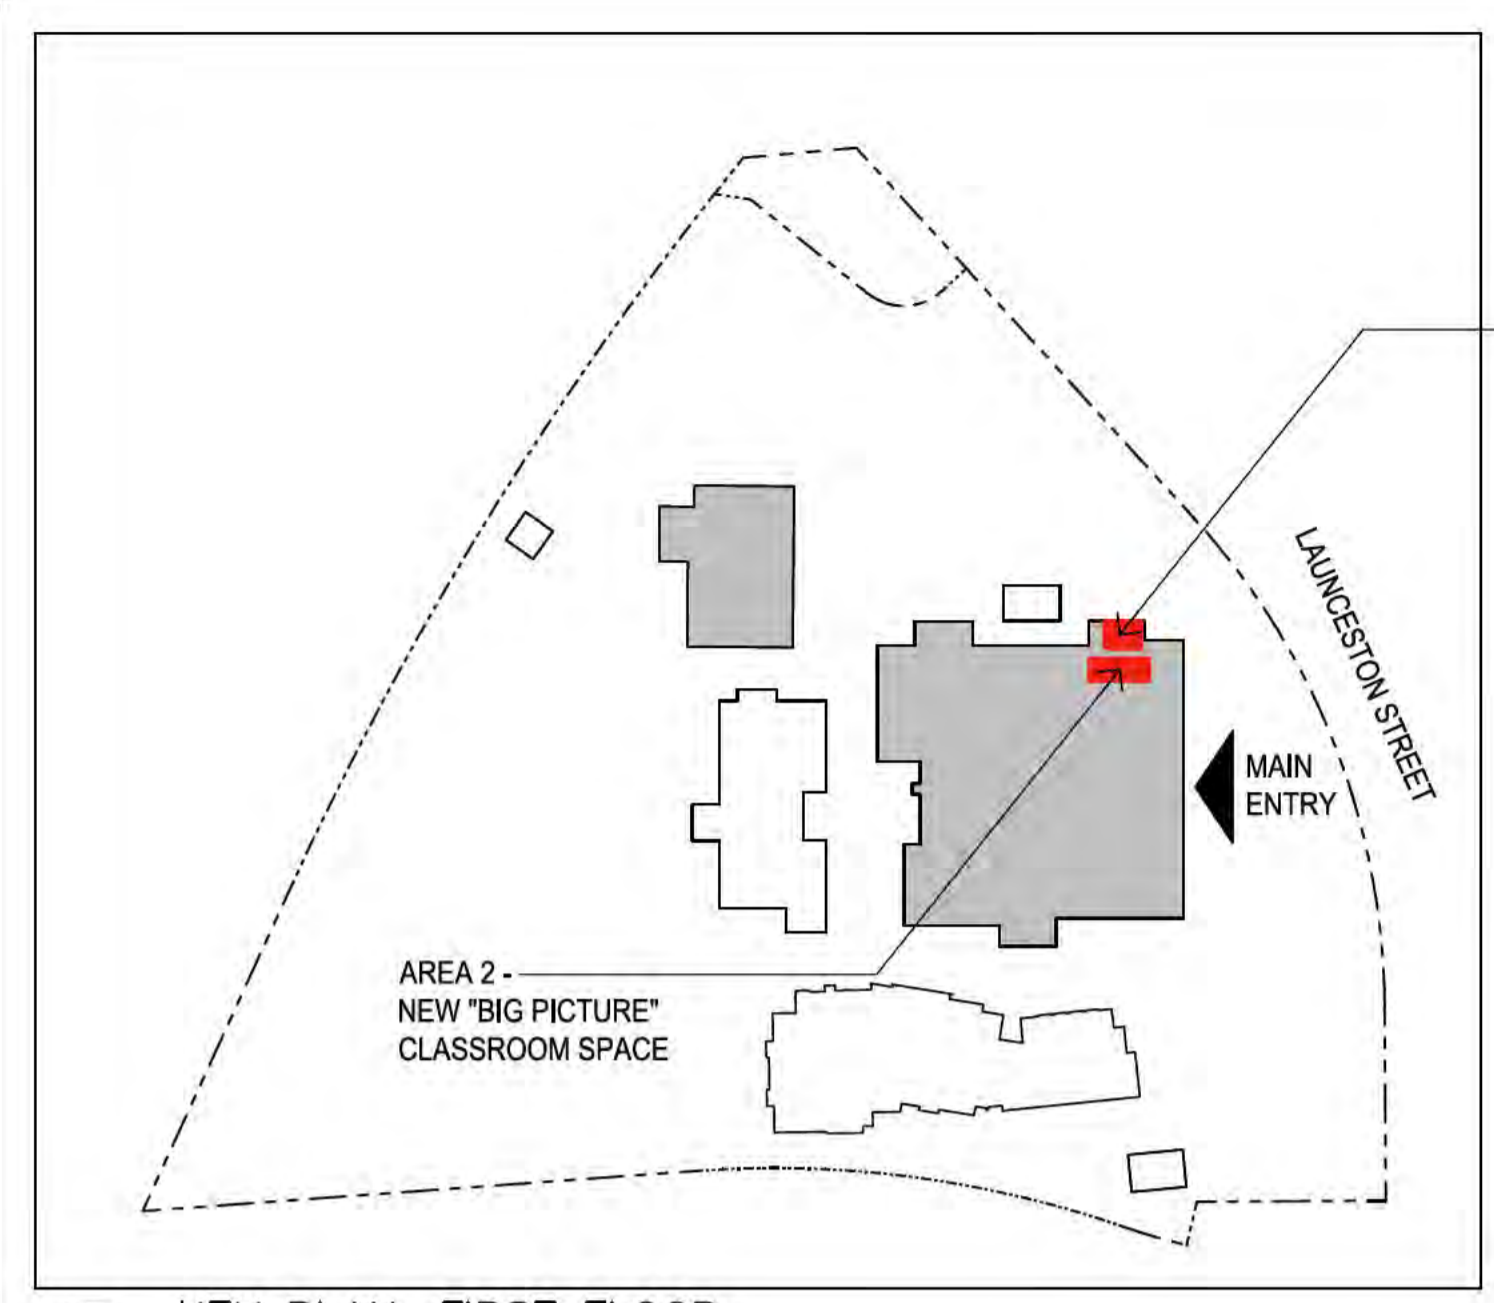 LAUNCESTON STREET
MAIN
ENTRY
AREA 2 -
NEW "BIG PICTURE"
CLASSROOM SPACE